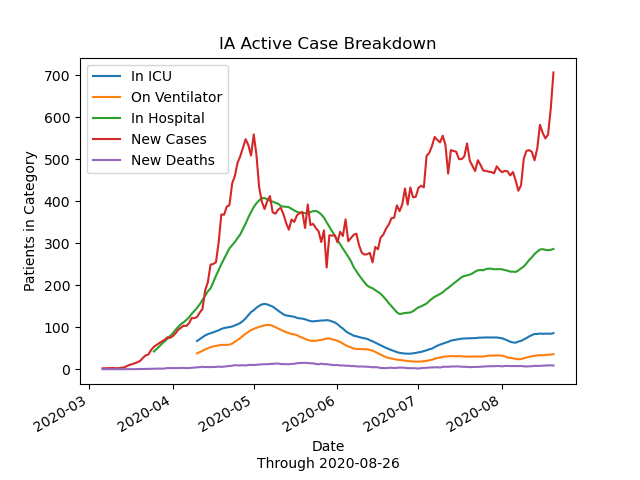 IA Active Case Breakdown
In ICU
On Ventilator
In Hospital
New Cases
New Deaths
Patients in Category
700
600
500
400
300
200
100
0
2020-03
2020-04
2020-05
2020-06
2020-07
2020-08
Date
Through 2020-08-26